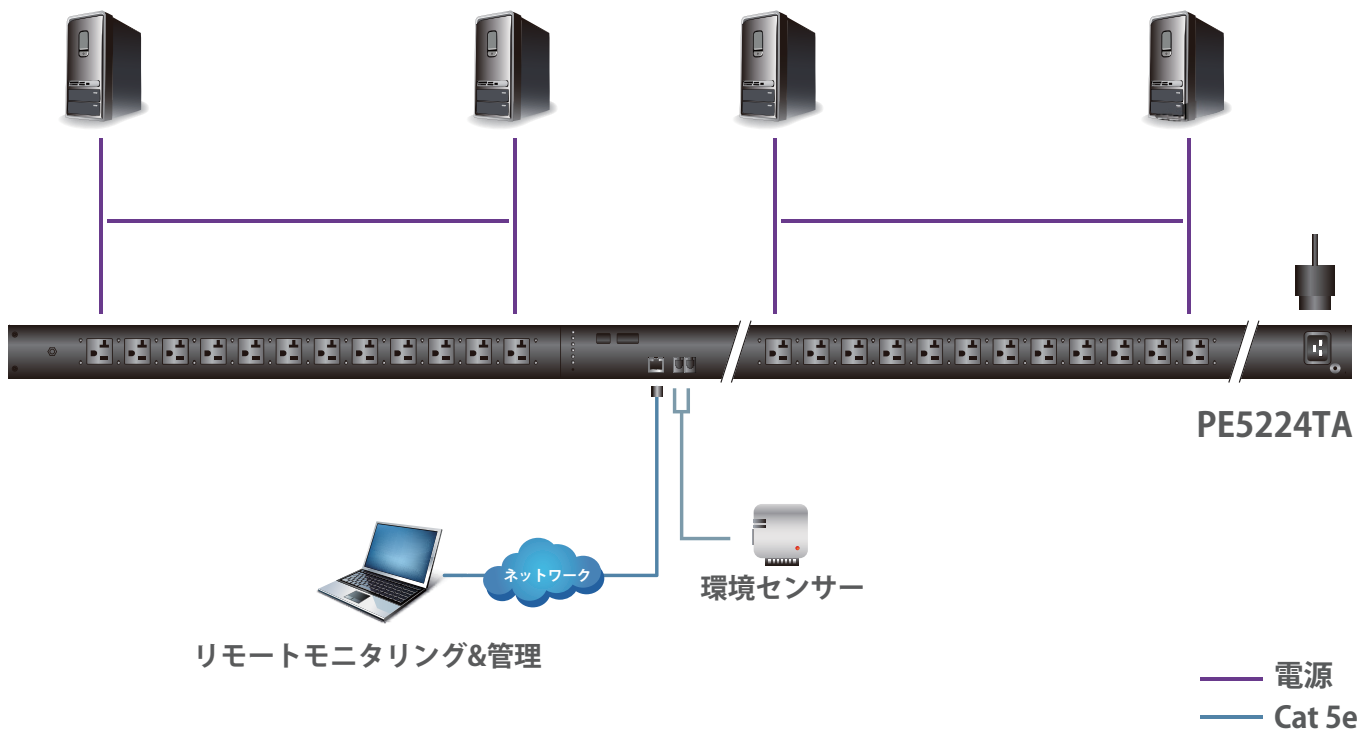 PE5224TA
ネットワーク
環境センサー
リモートモニタリング&管理
電源
Cat 5e